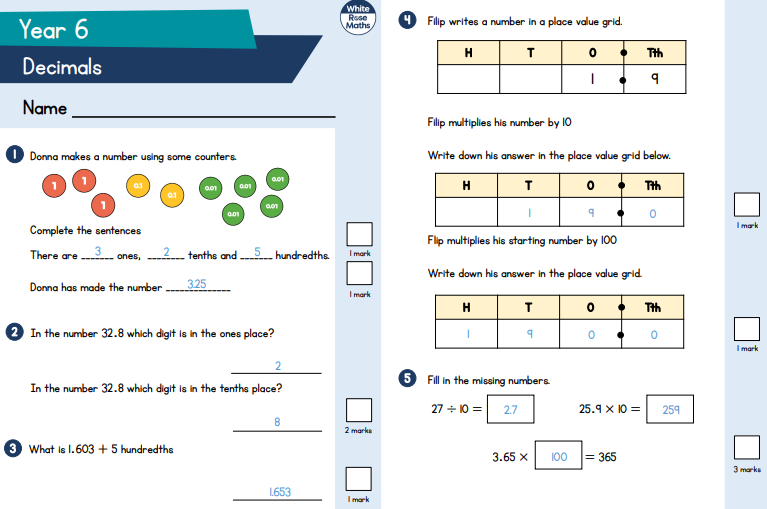 Year 6
Decimals
White
Rose
Maths
Name
1 Donna makes a number using some counters.
1 1 0.1 0.01 0.01 0.01
1 0.1 0.01 0.01
Complete the sentences
There are 3 ones, 2 tenths and 5 hundredths.
1 mark
Donna has made the number 3.25
1 mark
2 In the number 32.8 which digit is in the ones place?
2
In the number 32.8 which digit is in the tenths place?
8
2 marks
3 What is 1.603 + 5 hundredths
1.653
1 mark
4 Filip writes a number in a place value grid.
H T O Tth
1 9
Filip multiplies his number by 10
Write down his answer in the place value grid below.
H T O Tth
1 9 0
1 mark
Flip multiplies his starting number by 100
Write down his answer in the place value grid.
H T O Tth
1 9 0 0
1 mark
5 Fill in the missing numbers.
27 ÷ 10 = 2.7 25.9 × 10 = 259
3.65 × 100 = 365
3 marks